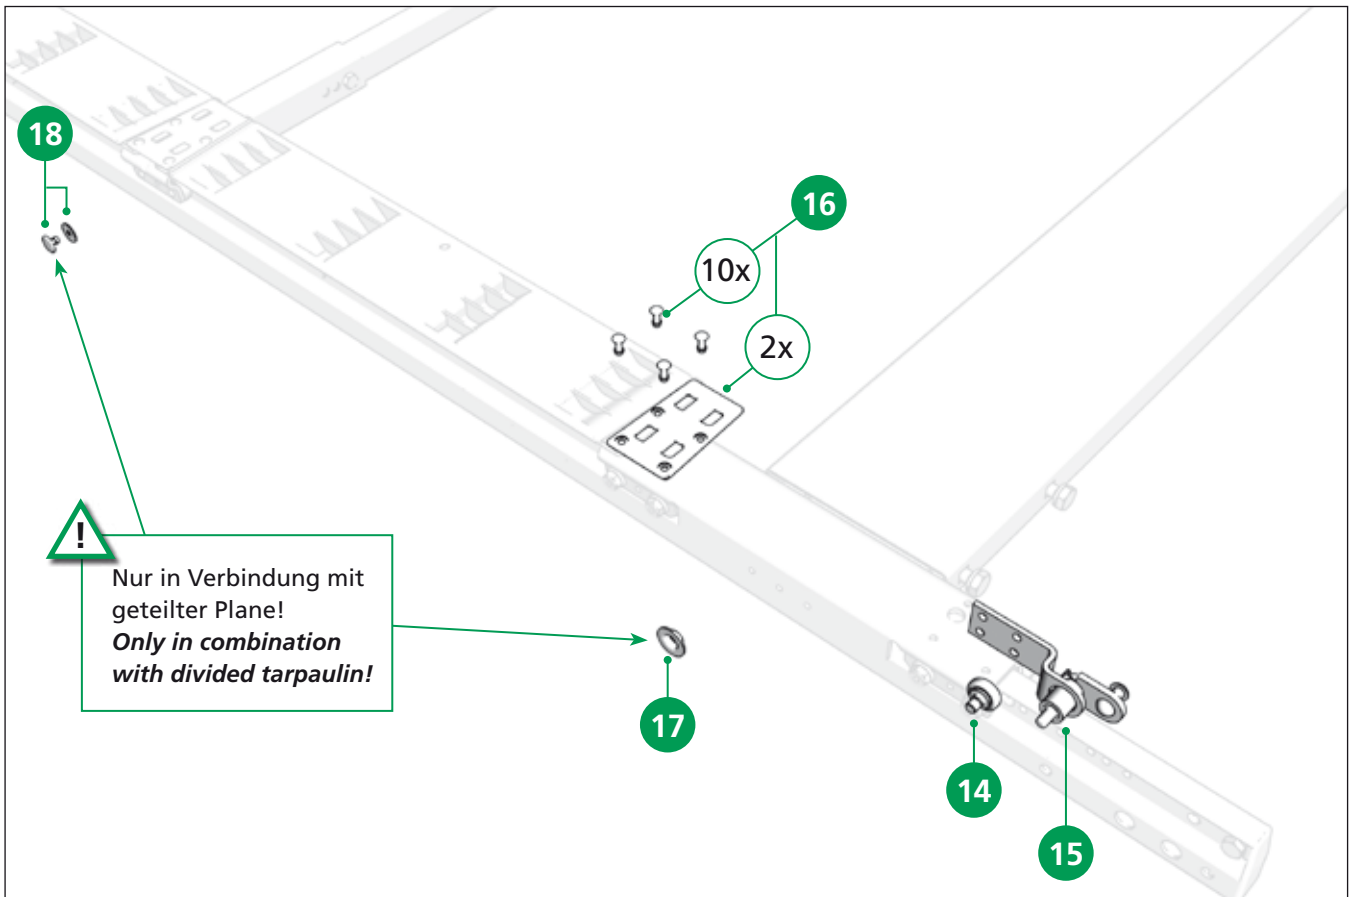 18
16
10x
2x
!
Nur in Verbindung mit
geteilter Plane!
Only in combination
with divided tarpaulin!
17
14
15